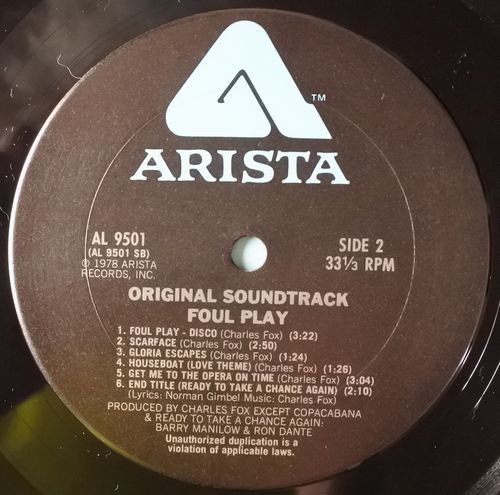 ™
ARISTA
AL 9501
(AL 9501 SB)
℗ 1978 ARISTA
RECORDS, INC.
SIDE 2
33⅓ RPM
ORIGINAL SOUNDTRACK
FOUL PLAY
1. FOUL PLAY - DISCO (Charles Fox) (3:22)
2. SCARFACE (Charles Fox) (2:50)
3. GLORIA ESCAPES (Charles Fox) (1:24)
4. HOUSEBOAT (LOVE THEME) (Charles Fox) (1:26)
5. GET ME TO THE OPERA ON TIME (Charles Fox) (3:04)
6. END TITLE (READY TO TAKE A CHANCE AGAIN) (2:10)
(Lyrics: Norman Gimbel Music: Charles Fox)
PRODUCED BY CHARLES FOX EXCEPT COPACABANA
& READY TO TAKE A CHANCE AGAIN:
BARRY MANILOW & RON DANTE
Unauthorized duplication is a
violation of applicable laws.